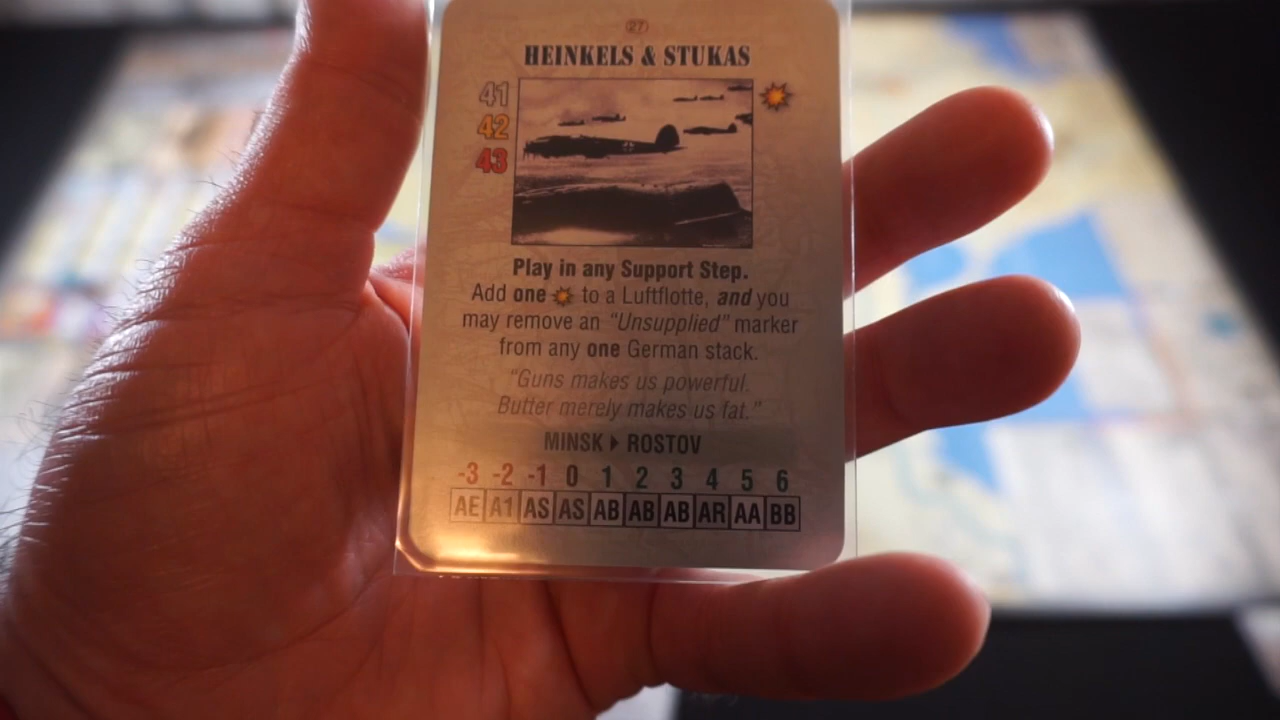 27
HEINKELS & STUKAS
41
42
43
Play in any Support Step.
Add one to a Luftflotte, and you
may remove an "Unsupplied" marker
from any one German stack.
"Guns makes us powerful.
Butter merely makes us fat."
MINSK ▶ ROSTOV
-3 -2 -1 0 1 2 3 4 5 6
AE A1 AS AS AB AB AB AR AA BB